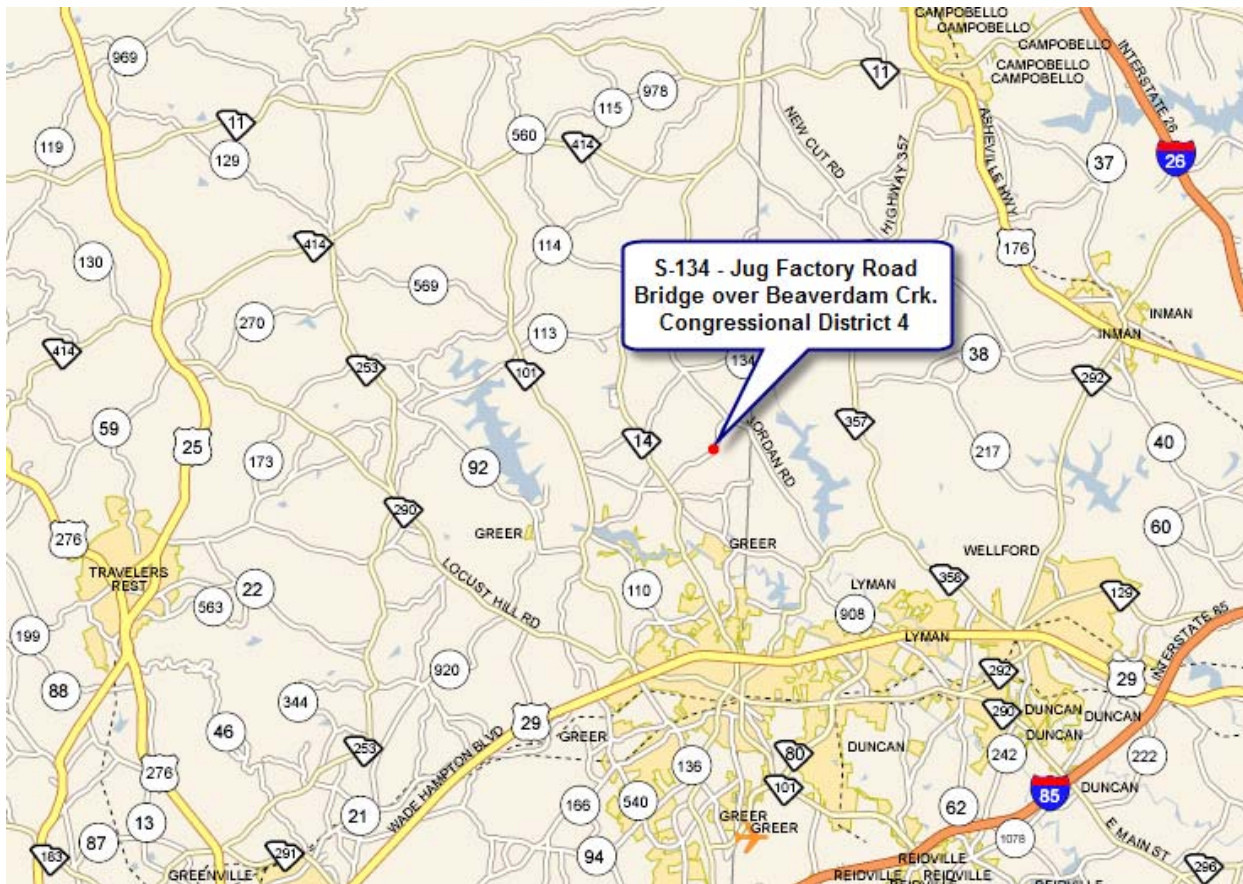 CAMPOBELLO
CAMPOBELLO
CAMPOBELLO
CAMPOBELLO
CAMPOBELLO
INTERSTATE 26
969
11
978
115
11
560
414
119
129
NEW CUT RD
HIGHWAY 357
ASHEVILLE HWY
37
26
414
114
130
176
S-134 - Jug Factory Road
Bridge over Beaverdam Crk.
Congressional District 4
569
270
113
INMAN
INMAN
414
253
101
134
38
292
59
25
14
JORDAN RD
357
173
92
217
40
290
276
GREER
GREER
60
WELLFORD
TRAVELERS
REST
LOCUST HILL RD
22
563
110
LYMAN
358
129
908
199
LYMAN
INTERSTATE 85
920
88
292
29
344
46
29
GREER
290
DUNCAN
DUNCAN
DUNCAN
253
WADE HAMPTON BLVD
DUNCAN
80
242
222
276
136
101
DUNCAN
85
21
166
540
62
13
87
GREER
GREER
1078
E MAIN ST
183
291
94
GREENVILLE
REIDVILLE
REIDVILLE
REIDVILLE
REIDVILLE
296